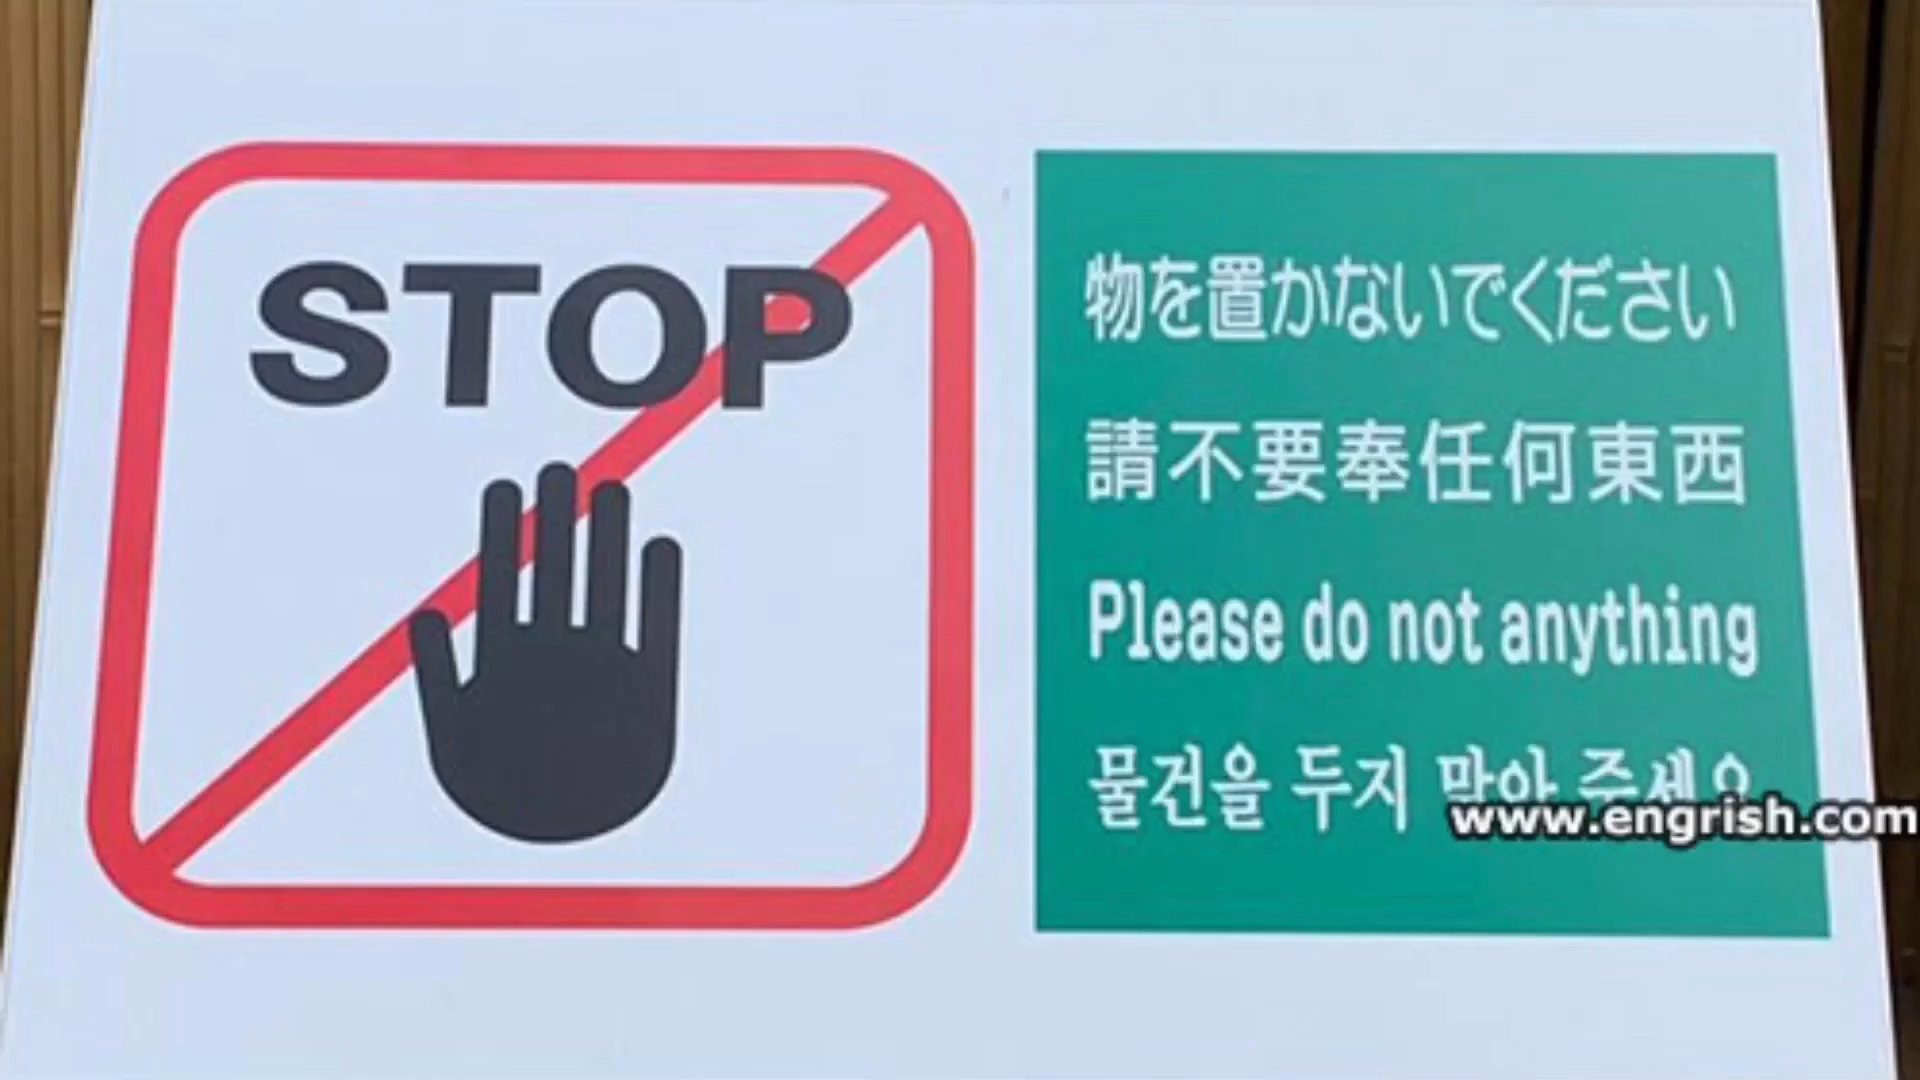 STOP
物を置かないでください
請不要奉任何東西
Please do not anything
물건을 두지 말아 주세요
www.engrish.com